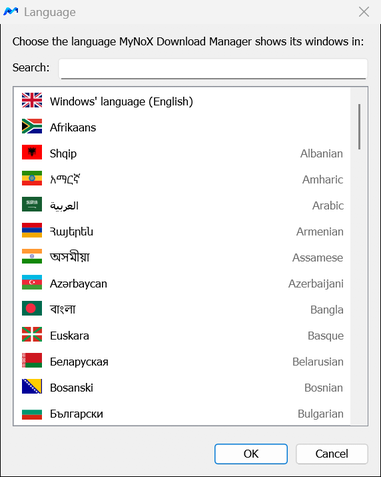 Language
Choose the language MyNoX Download Manager shows its windows in:
Search:
Windows' language (English)
Afrikaans
Shqip Albanian
አማርኛ Amharic
العربية Arabic
Հայերեն Armenian
অসমীয়া Assamese
Azərbaycan Azerbaijani
বাংলা Bangla
Euskara Basque
Беларуская Belarusian
Bosanski Bosnian
Български Bulgarian
OK Cancel